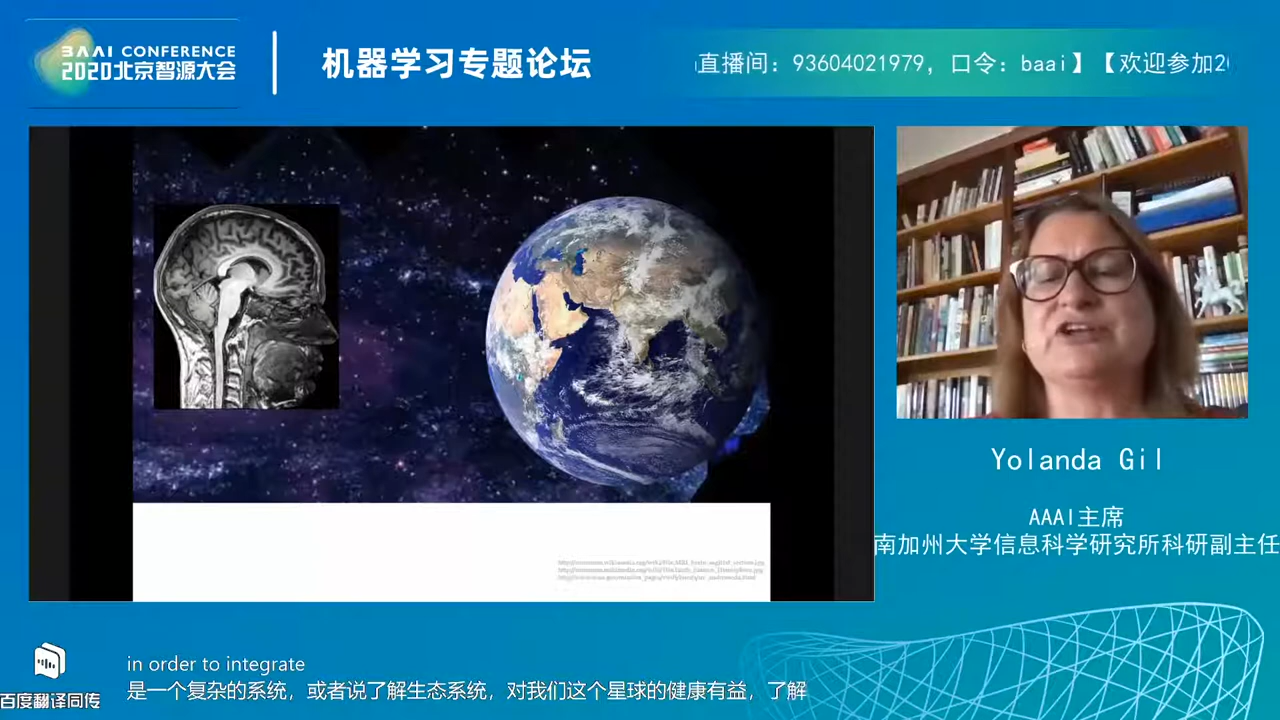 BAAI CONFERENCE
2020北京智源大会
机器学习专题论坛
直播间：93604021979，口令：baai】【欢迎参加2
Yolanda Gil
AAAI主席
南加州大学信息科学研究所科研副主任
in order to integrate
是一个复杂的系统，或者说了解生态系统，对我们这个星球的健康有益，了解
百度翻译同传